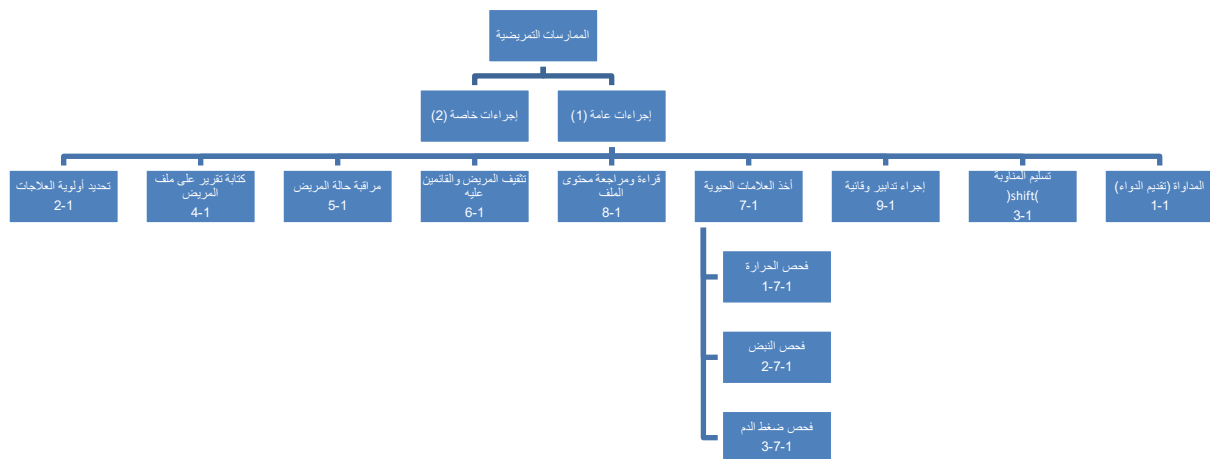 الممارسات التمريضية
إجراءات عامة (1)
إجراءات خاصة (2)
المداواة (تقديم الدواء)
1-1
تسليم المناوبة
)shift(
3-1
إجراء تدابير وقائية
9-1
أخذ العلامات الحيوية
7-1
قراءة ومراجعة محتوى
الملف
8-1
تثقيف المريض والقائمين
عليه
6-1
مراقبة حالة المريض
5-1
كتابة تقرير على ملف
المريض
4-1
تحديد أولوية العلاجات
2-1
فحص الحرارة
1-7-1
فحص النبض
2-7-1
فحص ضغط الدم
3-7-1